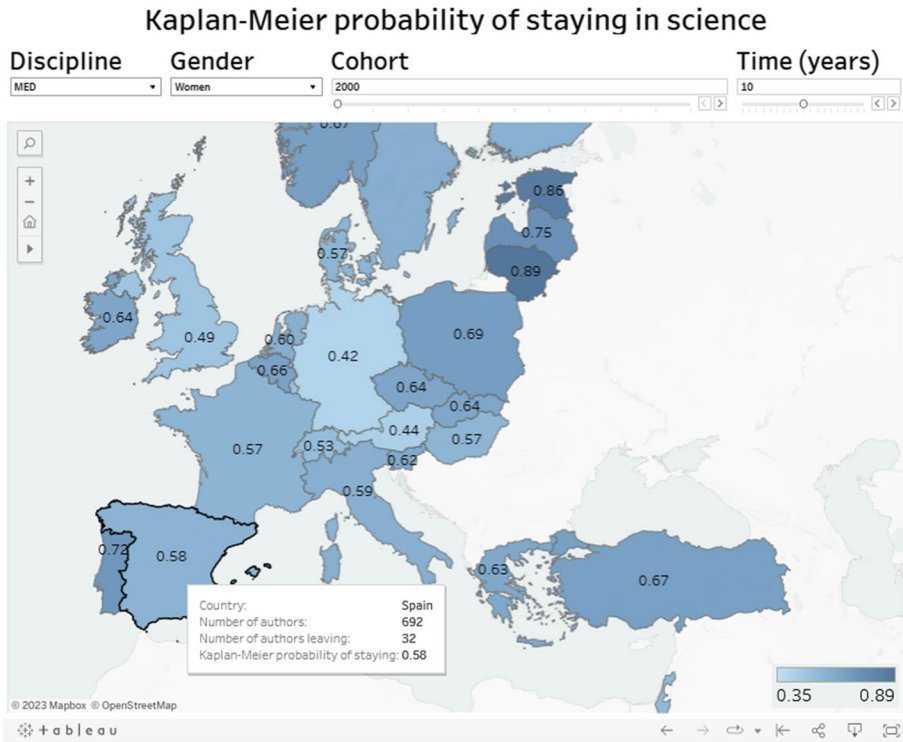 Kaplan-Meier probability of staying in science
Discipline Gender Cohort Time (years)
MED Women 2000 10
0.67
0.86
0.75
0.57
0.89
0.64
0.49
0.60
0.69
0.42
0.66
0.64
0.64
0.44
0.57
0.53
0.57
0.62
0.59
0.72
0.58
0.63
0.67
Country: Spain
Number of authors: 692
Number of authors leaving: 32
Kaplan-Meier probability of staying: 0.58
0.35 0.89
© 2023 Mapbox © OpenStreetMap
+ a b | e a u